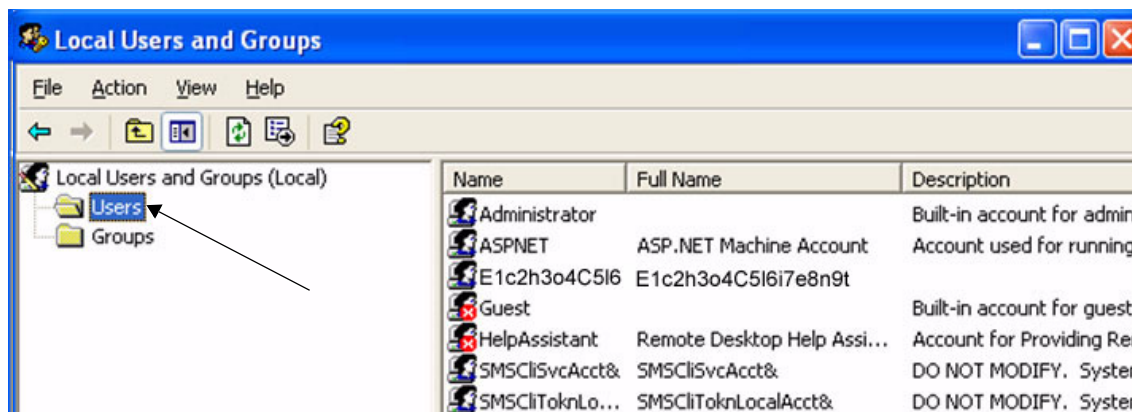 Local Users and Groups
File Action View Help
Local Users and Groups (Local)
Users
Groups
Name Full Name Description
Administrator Built-in account for admin
ASPNET ASP.NET Machine Account Account used for running
E1c2h3o4C5l6 E1c2h3o4C5l6i7e8n9t
Guest Built-in account for guest
HelpAssistant Remote Desktop Help Assi... Account for Providing Re
SMSCliSvcAcct& SMSCliSvcAcct& DO NOT MODIFY. System
SMSCliToknLo... SMSCliToknLocalAcct& DO NOT MODIFY. System